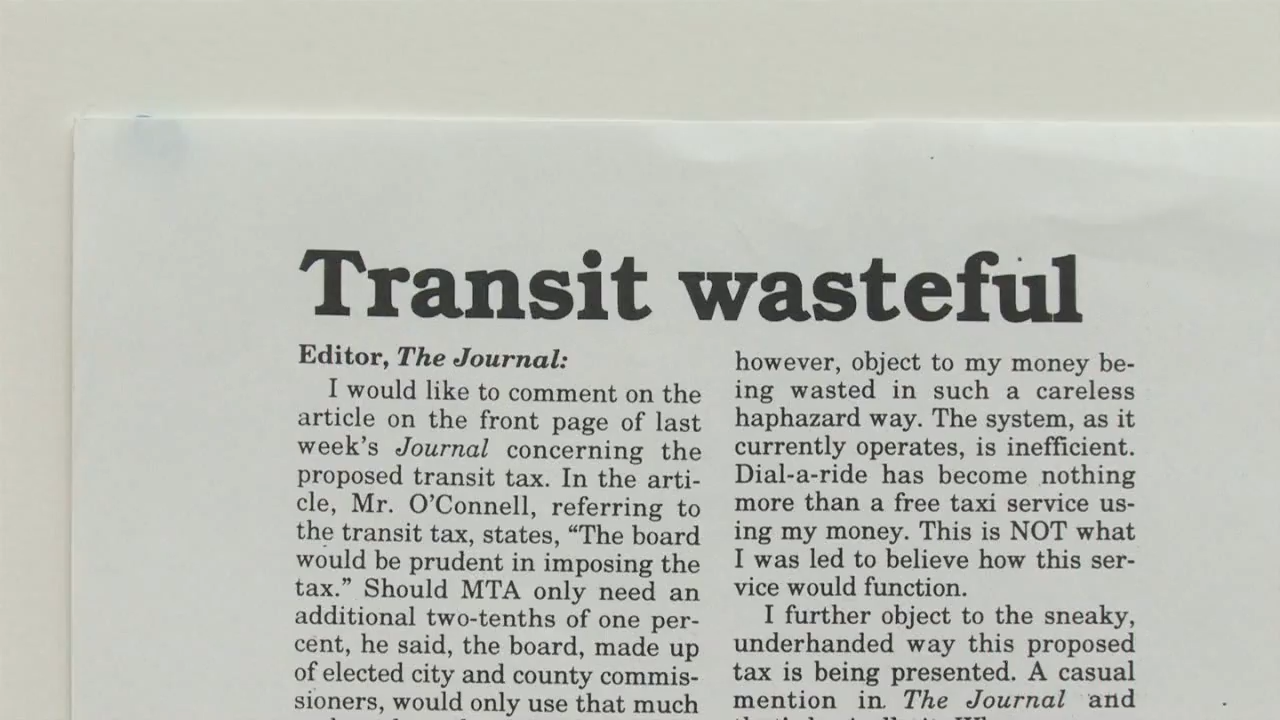 Transit wasteful
Editor, The Journal:
I would like to comment on the
article on the front page of last
week's Journal concerning the
proposed transit tax. In the arti-
cle, Mr. O'Connell, referring to
the transit tax, states, “The board
would be prudent in imposing the
tax.” Should MTA only need an
additional two-tenths of one per-
cent, he said, the board, made up
of elected city and county commis-
sioners, would only use that much
however, object to my money be-
ing wasted in such a careless
haphazard way. The system, as it
currently operates, is inefficient.
Dial-a-ride has become nothing
more than a free taxi service us-
ing my money. This is NOT what
I was led to believe how this ser-
vice would function.
I further object to the sneaky,
underhanded way this proposed
tax is being presented. A casual
mention in The Journal and